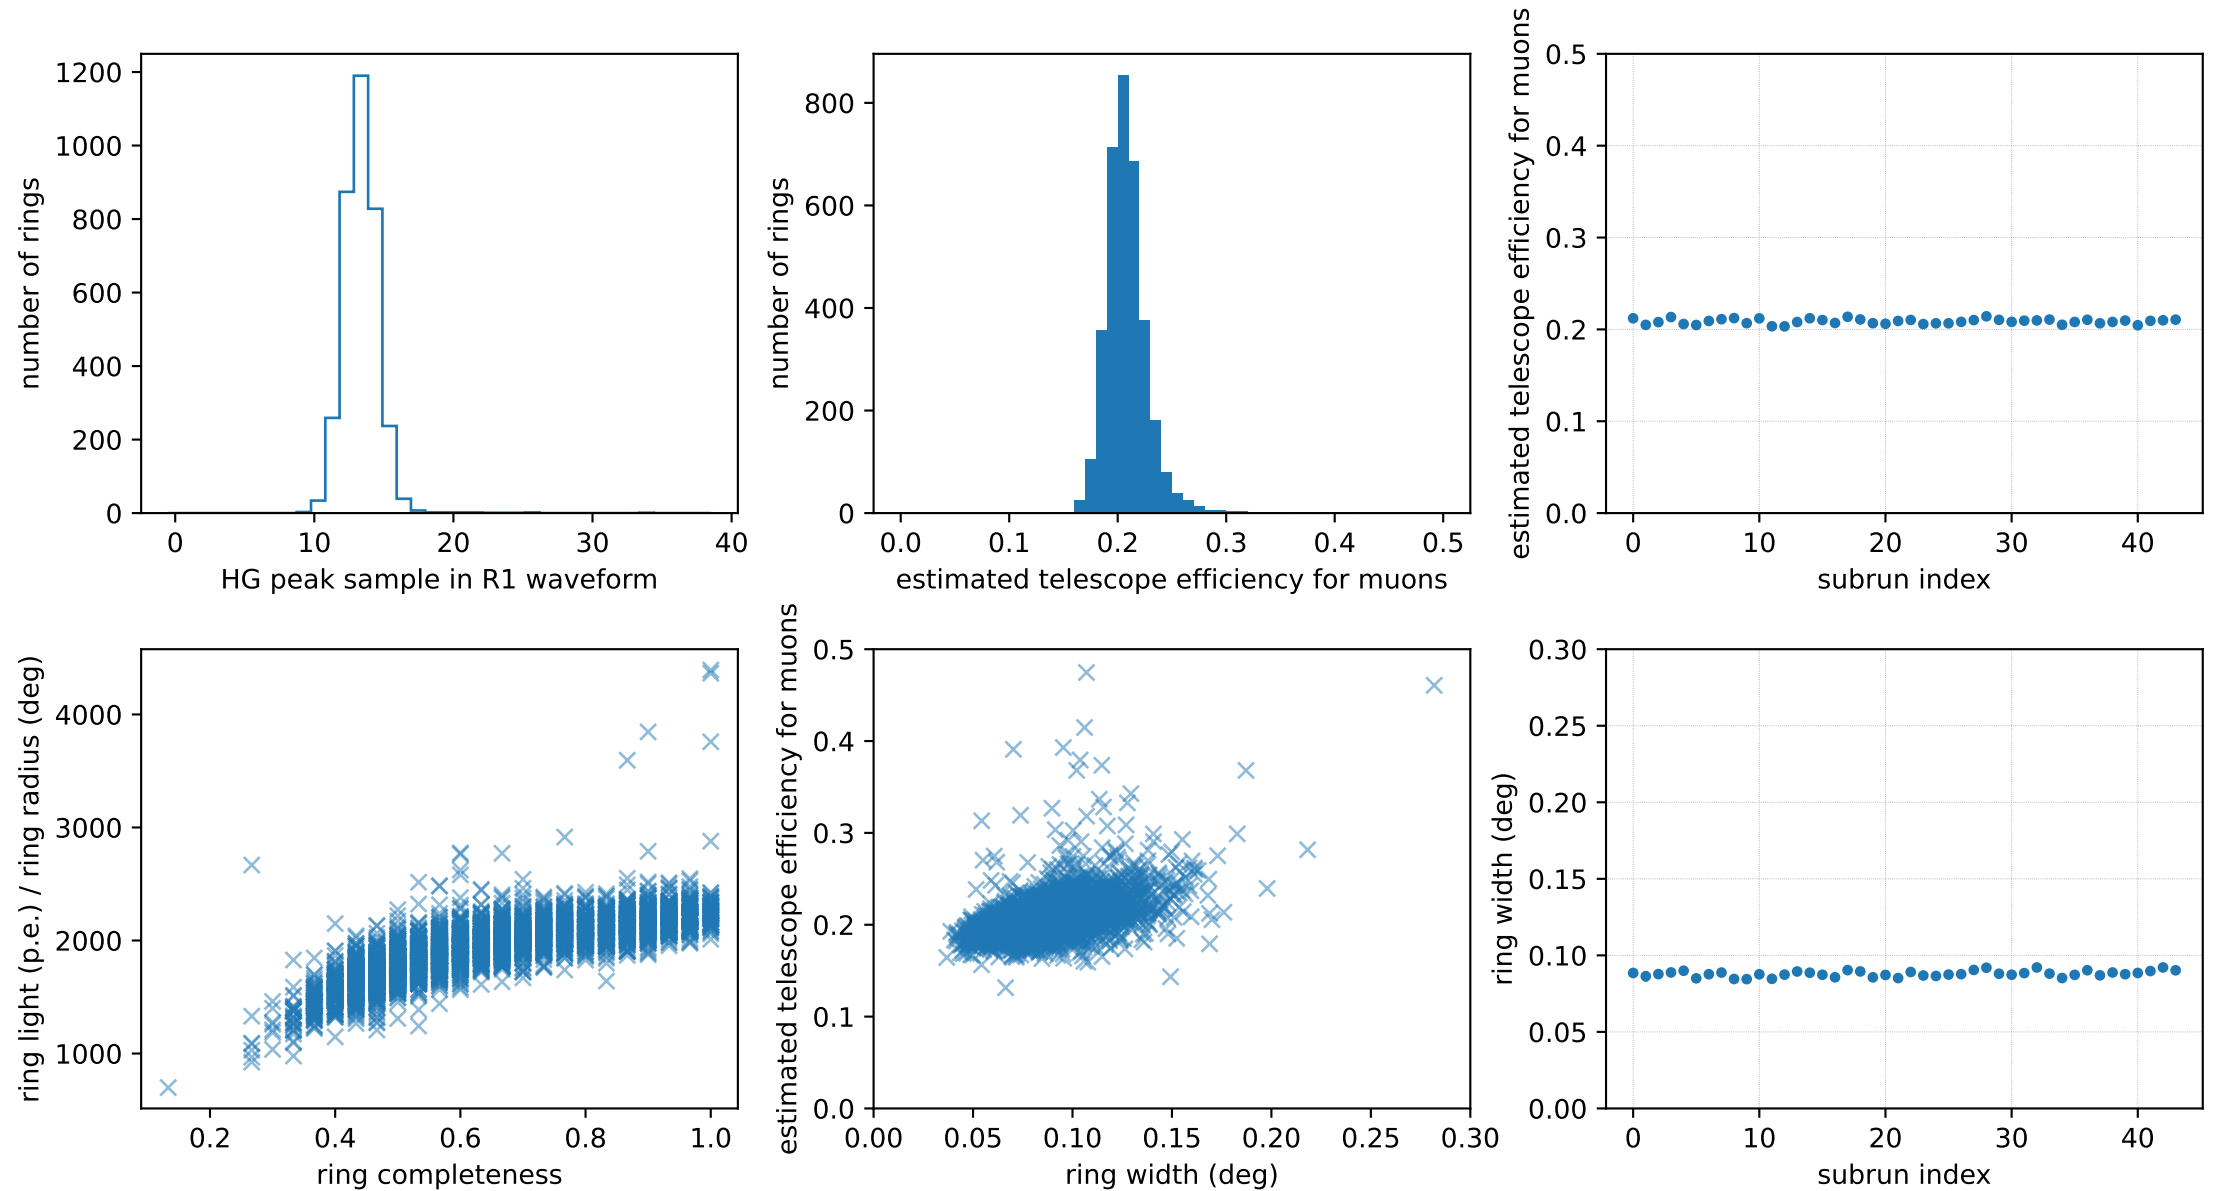 number of rings
1200
1000
800
600
400
200
0
0 10 20 30 40
HG peak sample in R1 waveform
number of rings
800
600
400
200
0
0.0 0.1 0.2 0.3 0.4 0.5
estimated telescope efficiency for muons
estimated telescope efficiency for muons
0.5
0.4
0.3
0.2
0.1
0.0
0 10 20 30 40
subrun index
ring light (p.e.) / ring radius (deg)
4000
3000
2000
1000
0.2 0.4 0.6 0.8 1.0
ring completeness
estimated telescope efficiency for muons
0.5
0.4
0.3
0.2
0.1
0.0
0.00 0.05 0.10 0.15 0.20 0.25 0.30
ring width (deg)
ring width (deg)
0.30
0.25
0.20
0.15
0.10
0.05
0.00
0 10 20 30 40
subrun index